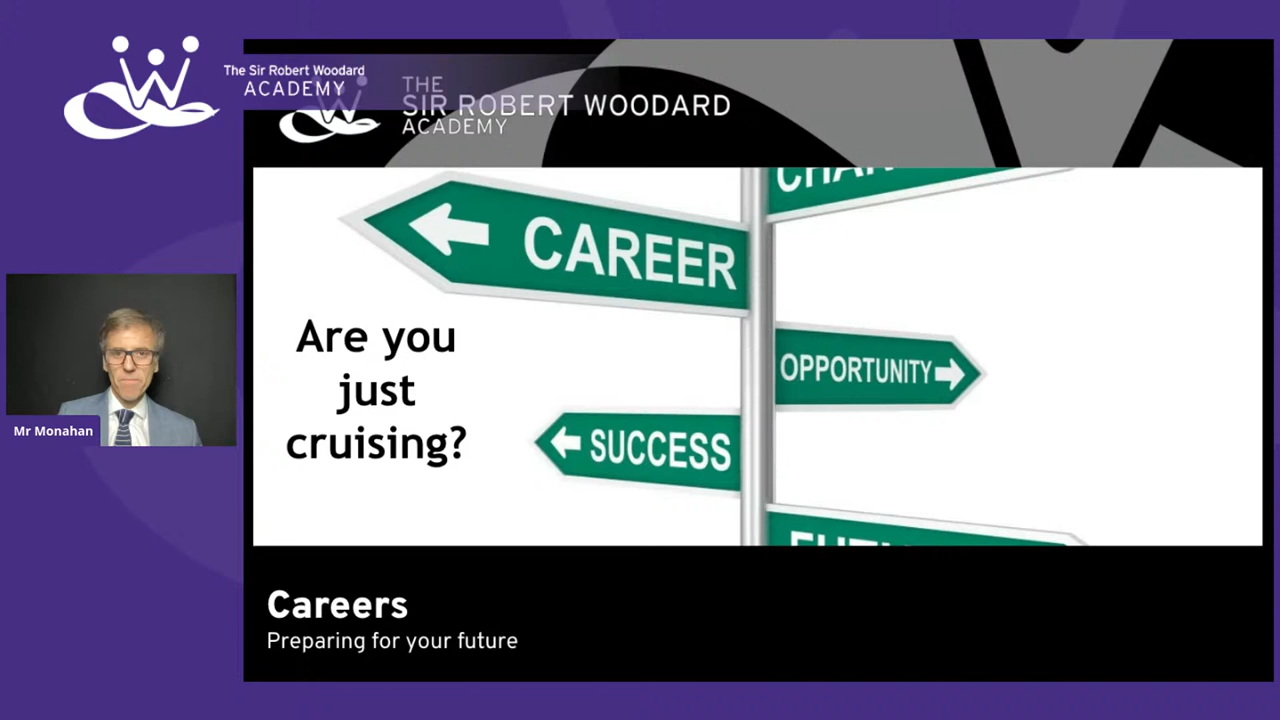 The Sir Robert Woodard
ACADEMY
THE
SIR ROBERT WOODARD
ACADEMY
CAREER
OPPORTUNITY
SUCCESS
Are you
just
cruising?
Mr Monahan
Careers
Preparing for your future